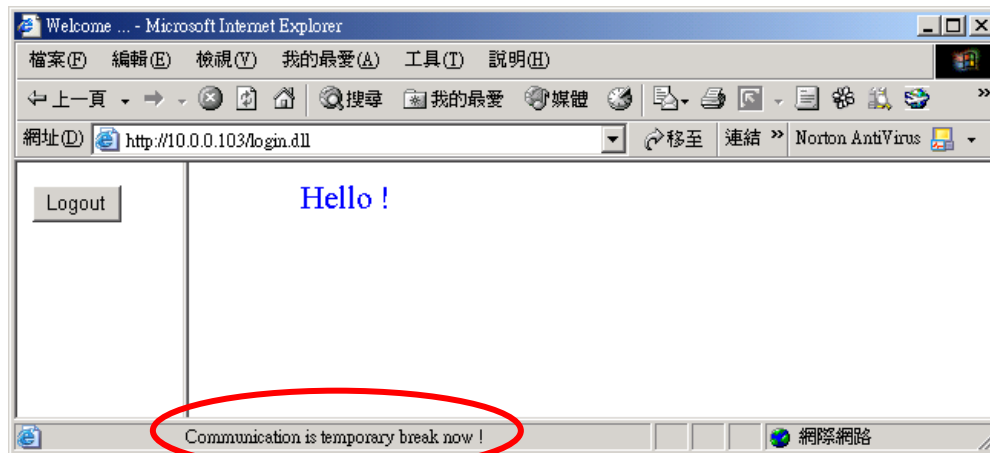 Welcome ... - Microsoft Internet Explorer
檔案(F) 編輯(E) 檢視(V) 我的最愛(A) 工具(T) 說明(H)
上一頁 搜尋 我的最愛 媒體 »
網址(D) http://10.0.0.103/login.dll 移至 連結 » Norton AntiVirus
Logout
Hello !
Communication is temporary break now !
網際網路